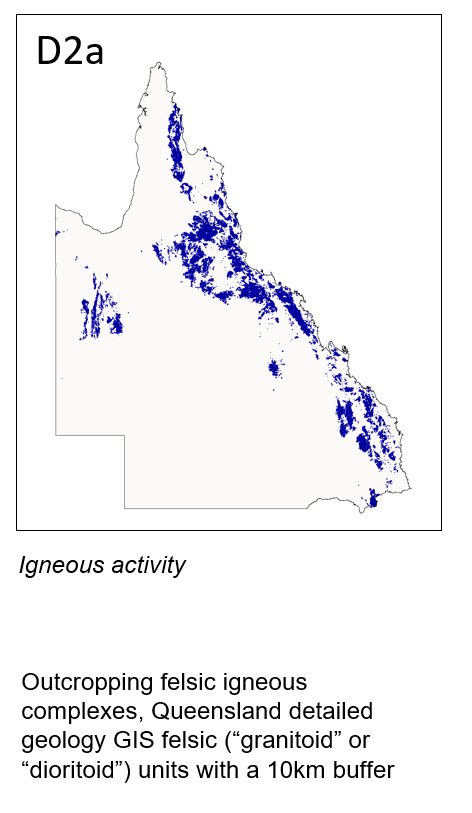 D2a
Igneous activity
Outcropping felsic igneous
complexes, Queensland detailed
geology GIS felsic (“granitoid” or
“dioritoid”) units with a 10km buffer